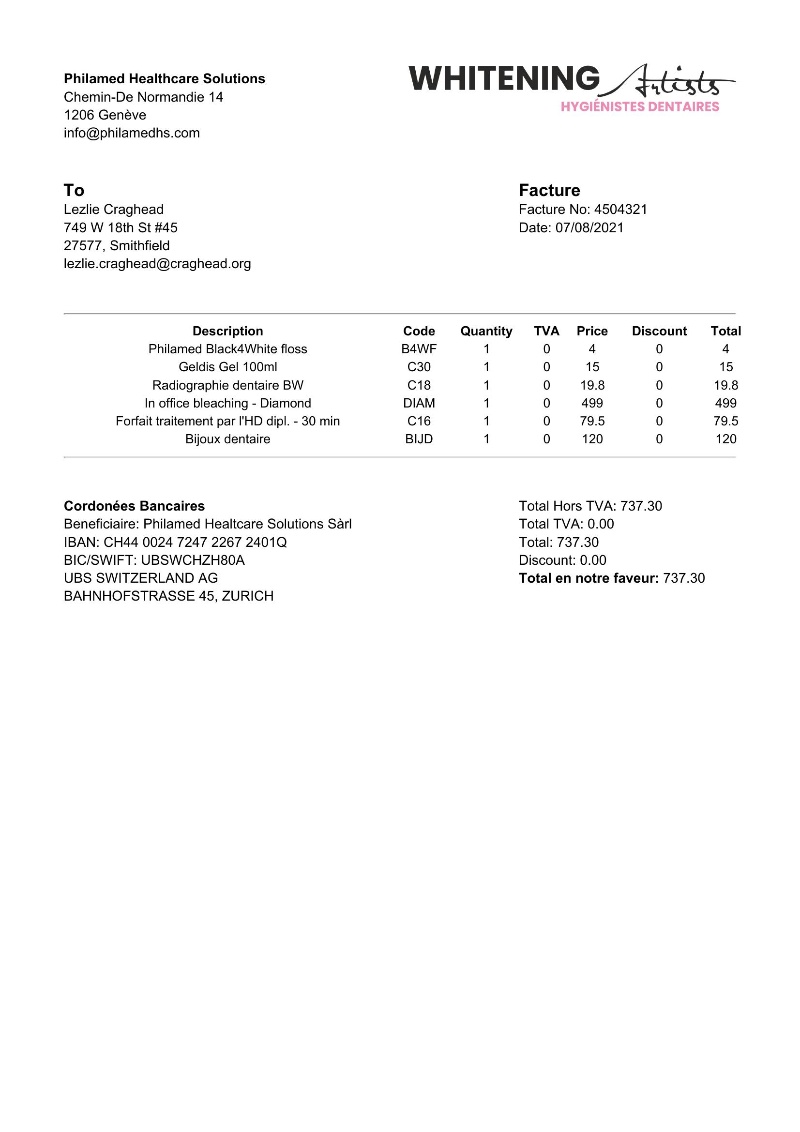 Philamed Healthcare Solutions
Chemin-De Normandie 14
1206 Genève
info@philamedhs.com
WHITENING Artists
HYGIÉNISTES DENTAIRES
To
Lezlie Craghead
749 W 18th St #45
27577, Smithfield
lezlie.craghead@craghead.org
Facture
Facture No: 4504321
Date: 07/08/2021
Description Code Quantity TVA Price Discount Total
Philamed Black4White floss B4WF 1 0 4 0 4
Geldis Gel 100ml C30 1 0 15 0 15
Radiographie dentaire BW C18 1 0 19.8 0 19.8
In office bleaching - Diamond DIAM 1 0 499 0 499
Forfait traitement par l'HD dipl. - 30 min C16 1 0 79.5 0 79.5
Bijoux dentaire BIJD 1 0 120 0 120
Cordonées Bancaires
Beneficiaire: Philamed Healtcare Solutions Sàrl
IBAN: CH44 0024 7247 2267 2401Q
BIC/SWIFT: UBSWCHZH80A
UBS SWITZERLAND AG
BAHNHOFSTRASSE 45, ZURICH
Total Hors TVA: 737.30
Total TVA: 0.00
Total: 737.30
Discount: 0.00
Total en notre faveur: 737.30